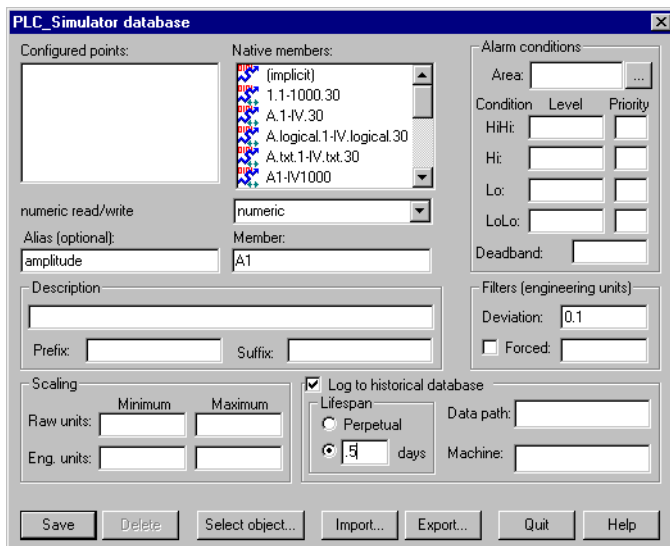 PLC_Simulator database
Configured points:
Native members:
(implicit)
1.1-1000.30
A.1-IV.30
A.logical.1-IV.logical.30
A.txt.1-IV.txt.30
A1-IV1000
numeric read/write
numeric
Alias (optional):
Member:
amplitude
A1
Alarm conditions
Area:
...
Condition Level Priority
HiHi:
Hi:
Lo:
LoLo:
Deadband:
Description
Prefix:
Suffix:
Filters (engineering units)
Deviation: 0.1
Forced:
Scaling
Minimum Maximum
Raw units:
Eng. units:
Log to historical database
Lifespan
Perpetual
.5 days
Data path:
Machine:
Save Delete Select object... Import... Export... Quit Help